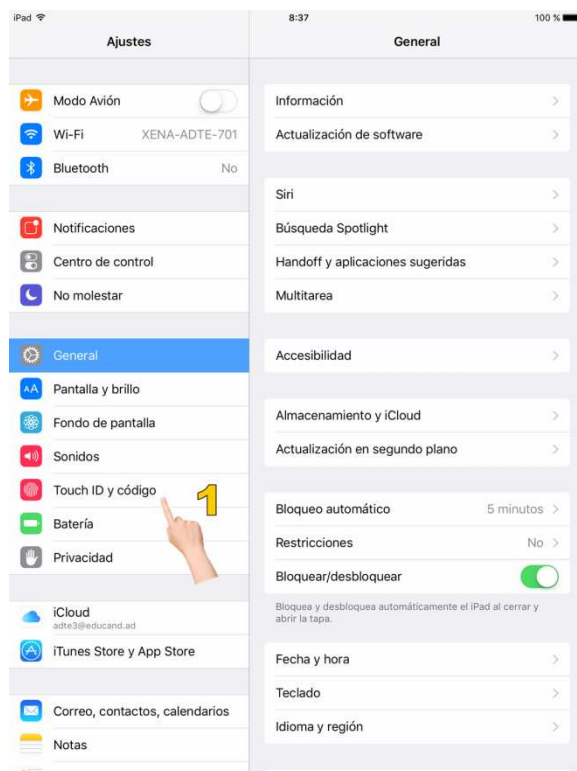 iPad
8:37
100 %
Ajustes
General
Modo Avión
Wi-Fi XENA-ADTE-701
Bluetooth No
Notificaciones
Centro de control
No molestar
General
AA Pantalla y brillo
Fondo de pantalla
Sonidos
Touch ID y código
1
Batería
Privacidad
iCloud
adte3@educand.ad
iTunes Store y App Store
Correo, contactos, calendarios
Notas
Información
Actualización de software
Siri
Búsqueda Spotlight
Handoff y aplicaciones sugeridas
Multitarea
Accesibilidad
Almacenamiento y iCloud
Actualización en segundo plano
Bloqueo automático 5 minutos
Restricciones No
Bloquear/desbloquear
Bloquea y desbloquea automáticamente el iPad al cerrar y
abrir la tapa.
Fecha y hora
Teclado
Idioma y región